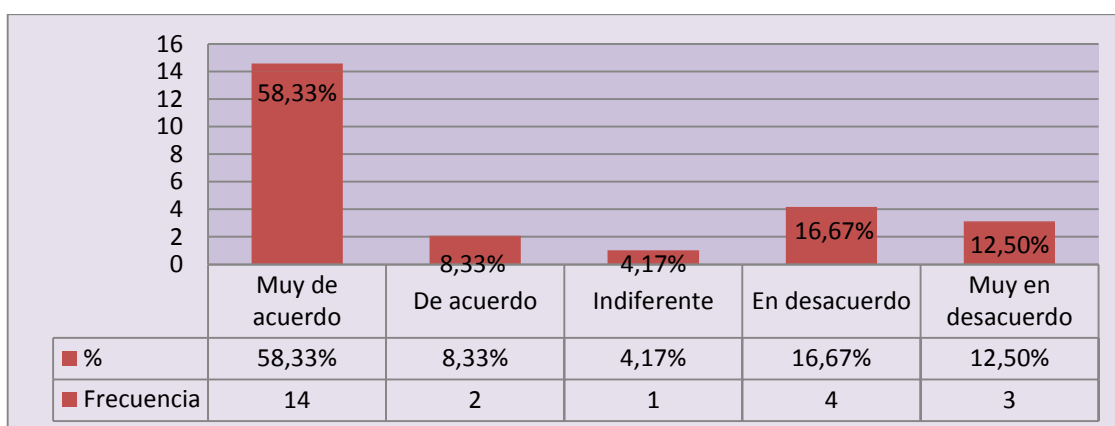 16
14
12
10
8
6
4
2
0
58,33%
8,33%
4,17%
16,67%
12,50%
Muy de acuerdo
De acuerdo
Indiferente
En desacuerdo
Muy en desacuerdo
% 58,33% 8,33% 4,17% 16,67% 12,50%
Frecuencia 14 2 1 4 3